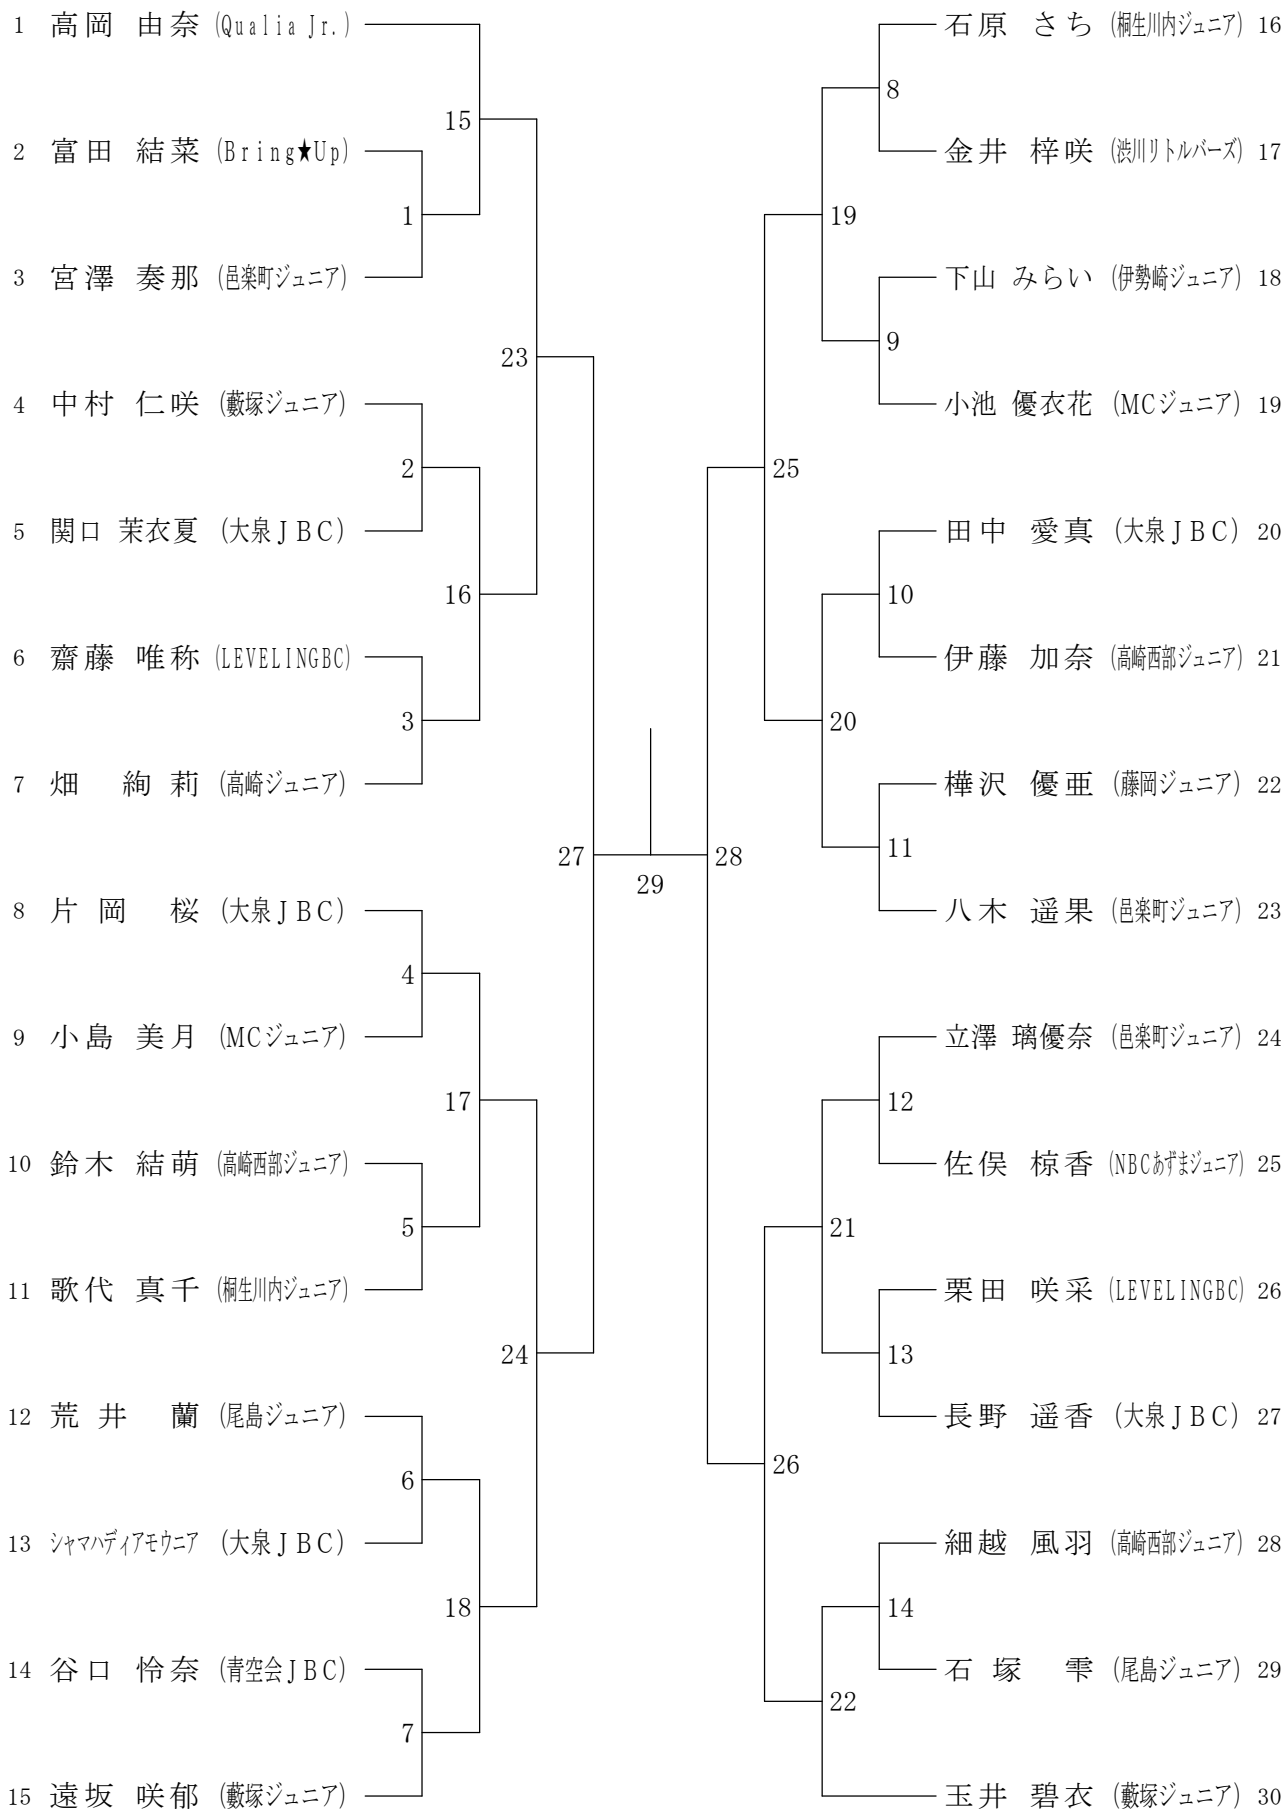 1 高岡 由奈 (Qualia Jr.)
15
2 富田 結菜 (Bring★Up)
1
3 宮澤 奏那 (邑楽町ジュニア)
23
4 中村 仁咲 (藪塚ジュニア)
2
5 関口 茉衣夏 (大泉JBC)
16
6 齋藤 唯称 (LEVELINGBC)
3
7 畑 絢莉 (高崎ジュニア)
27
8 片岡 桜 (大泉JBC)
4
9 小島 美月 (MCジュニア)
17
10 鈴木 結萌 (高崎西部ジュニア)
5
11 歌代 真千 (桐生川内ジュニア)
24
12 荒井 蘭 (尾島ジュニア)
6
13 シャマハディアモウニア (大泉JBC)
18
14 谷口 怜奈 (青空会JBC)
7
15 遠坂 咲郁 (藪塚ジュニア)
29
石原 さち (桐生川内ジュニア) 16
8
金井 梓咲 (渋川リトルバーズ) 17
19
下山 みらい (伊勢崎ジュニア) 18
9
小池 優衣花 (MCジュニア) 19
25
田中 愛真 (大泉JBC) 20
10
伊藤 加奈 (高崎西部ジュニア) 21
20
樺沢 優亜 (藤岡ジュニア) 22
11
八木 遥果 (邑楽町ジュニア) 23
28
立澤 璃優奈 (邑楽町ジュニア) 24
12
佐俣 椋香 (NBCあずまジュニア) 25
21
栗田 咲采 (LEVELINGBC) 26
13
長野 遥香 (大泉JBC) 27
26
細越 風羽 (高崎西部ジュニア) 28
14
石塚 雫 (尾島ジュニア) 29
22
玉井 碧衣 (藪塚ジュニア) 30